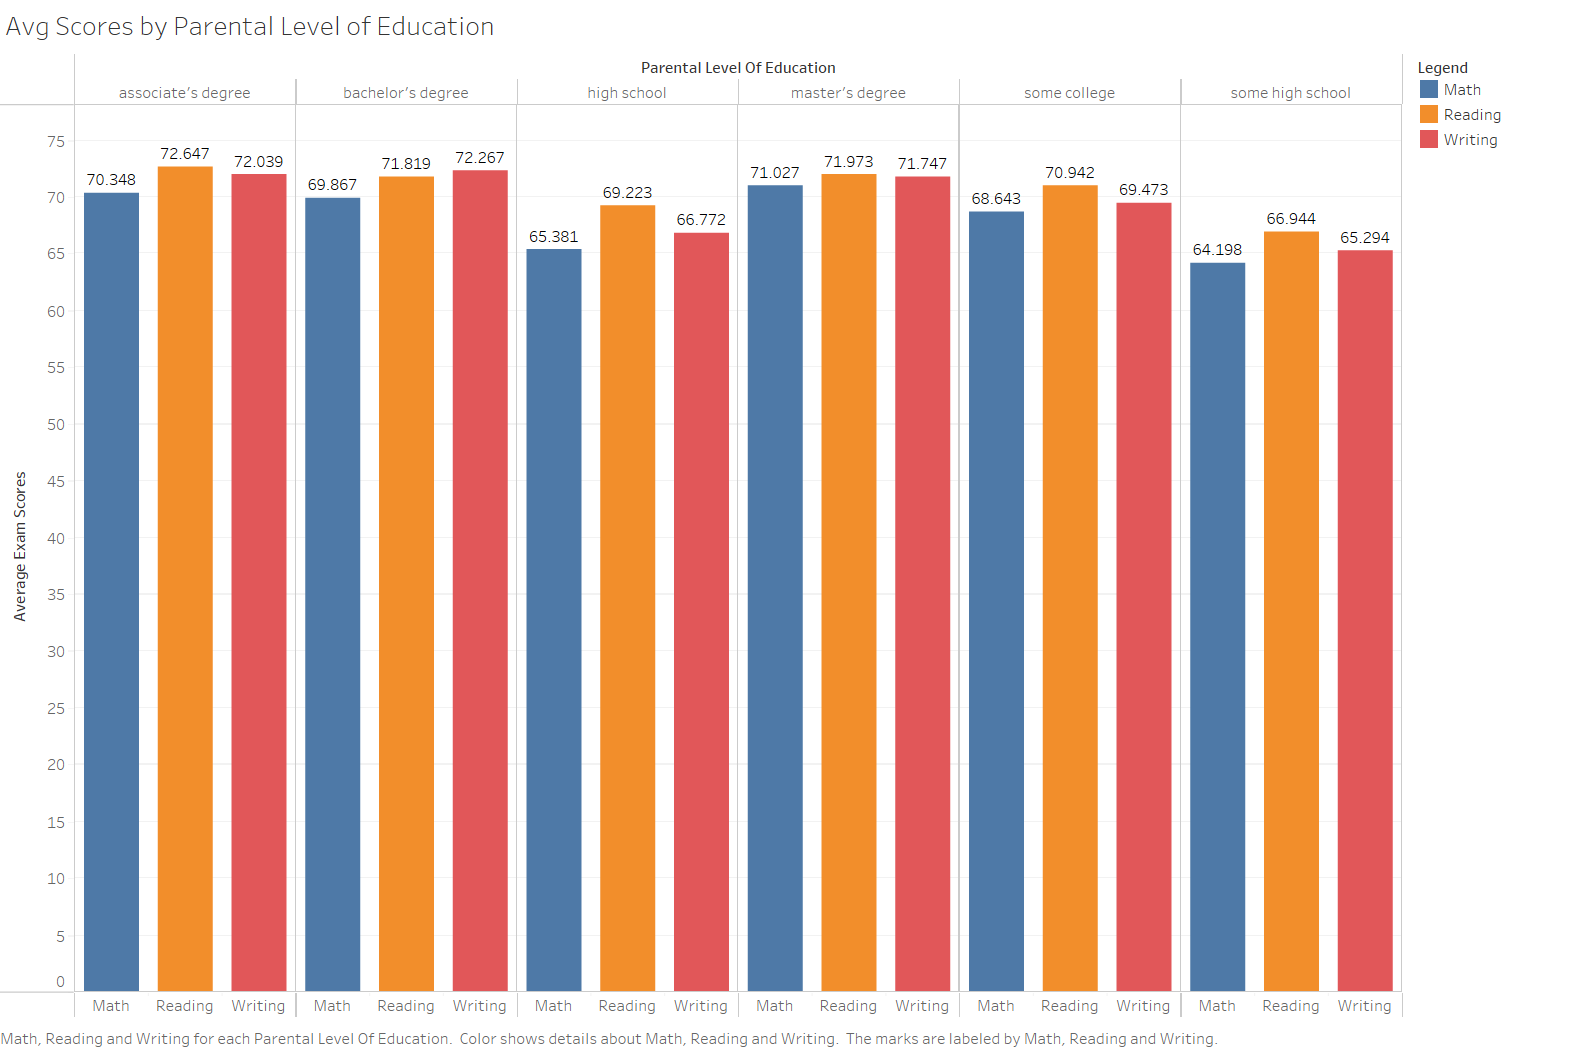 Avg Scores by Parental Level of Education
Parental Level Of Education
associate's degree bachelor's degree high school master's degree some college some high school
Legend
Math
Reading
Writing
Average Exam Scores
75
70
65
60
55
50
45
40
35
30
25
20
15
10
5
0
70.348 72.647 72.039 69.867 71.819 72.267 65.381 69.223 66.772 71.027 71.973 71.747 68.643 70.942 69.473 64.198 66.944 65.294
Math Reading Writing Math Reading Writing Math Reading Writing Math Reading Writing Math Reading Writing Math Reading Writing
Math, Reading and Writing for each Parental Level Of Education.  Color shows details about Math, Reading and Writing.  The marks are labeled by Math, Reading and Writing.